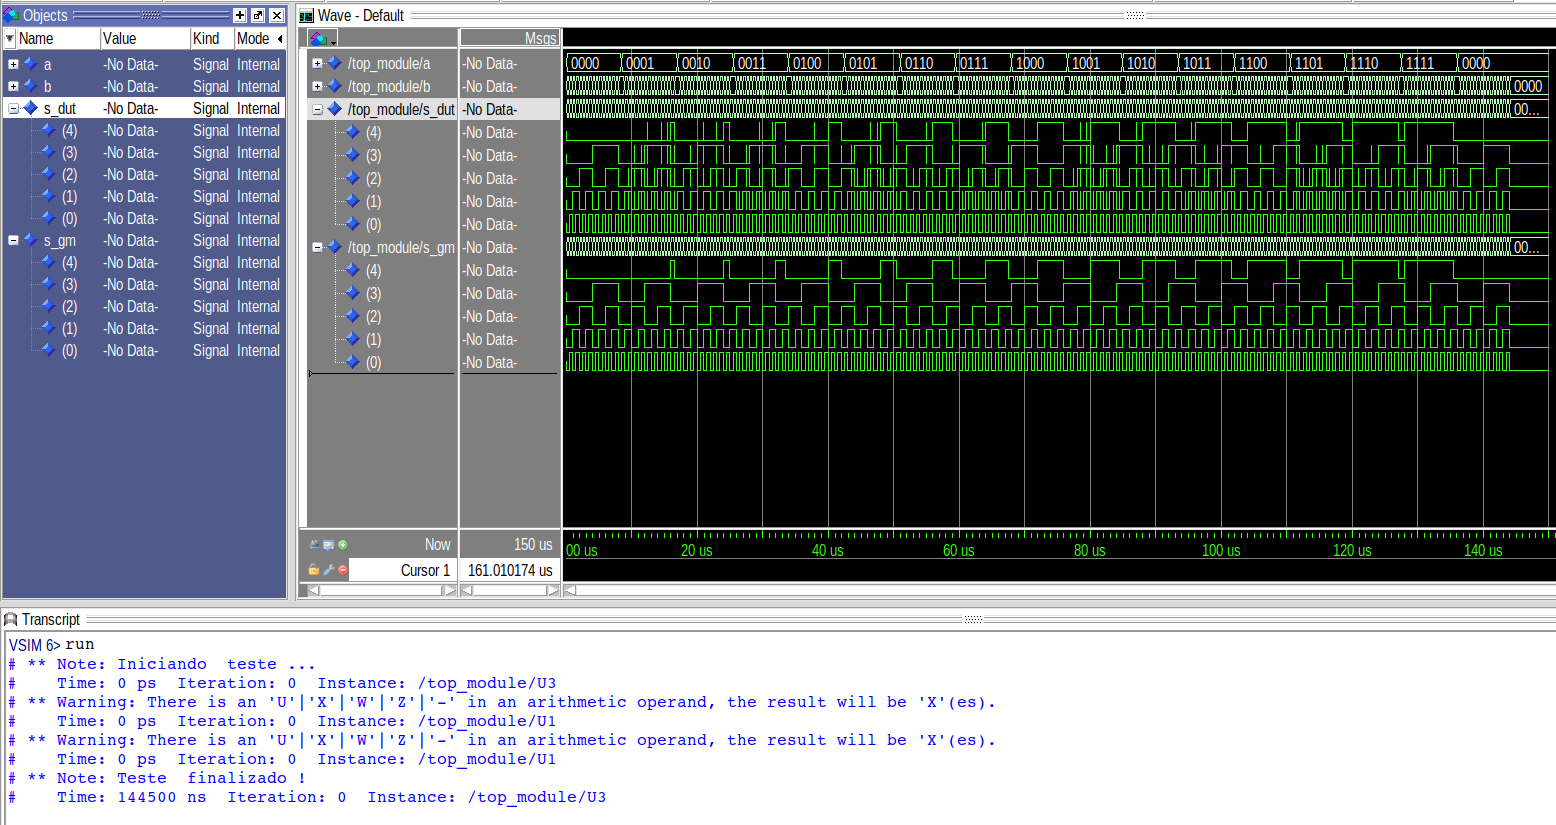 Objects
Name Value Kind Mode
a -No Data- Signal Internal
b -No Data- Signal Internal
s_dut -No Data- Signal Internal
(4) -No Data- Signal Internal
(3) -No Data- Signal Internal
(2) -No Data- Signal Internal
(1) -No Data- Signal Internal
(0) -No Data- Signal Internal
s_gm -No Data- Signal Internal
(4) -No Data- Signal Internal
(3) -No Data- Signal Internal
(2) -No Data- Signal Internal
(1) -No Data- Signal Internal
(0) -No Data- Signal Internal
Wave - Default
Msgs
/top_module/a -No Data- 0000 0001 0010 0011 0100 0101 0110 0111 1000 1001 1010 1011 1100 1101 1110 1111 0000
/top_module/b -No Data- 0000
/top_module/s_dut -No Data- 00...
(4) -No Data-
(3) -No Data-
(2) -No Data-
(1) -No Data-
(0) -No Data-
/top_module/s_gm -No Data- 00...
(4) -No Data-
(3) -No Data-
(2) -No Data-
(1) -No Data-
(0) -No Data-
Now 150 us 00 us 20 us 40 us 60 us 80 us 100 us 120 us 140 us
Cursor 1 161.010174 us
Transcript
VSIM 6> run
# ** Note: Iniciando  teste ...
#    Time: 0 ps  Iteration: 0  Instance: /top_module/U3
# ** Warning: There is an 'U'|'X'|'W'|'Z'|'-' in an arithmetic operand, the result will be 'X'(es).
#    Time: 0 ps  Iteration: 0  Instance: /top_module/U1
# ** Warning: There is an 'U'|'X'|'W'|'Z'|'-' in an arithmetic operand, the result will be 'X'(es).
#    Time: 0 ps  Iteration: 0  Instance: /top_module/U1
# ** Note: Teste  finalizado !
#    Time: 144500 ns  Iteration: 0  Instance: /top_module/U3